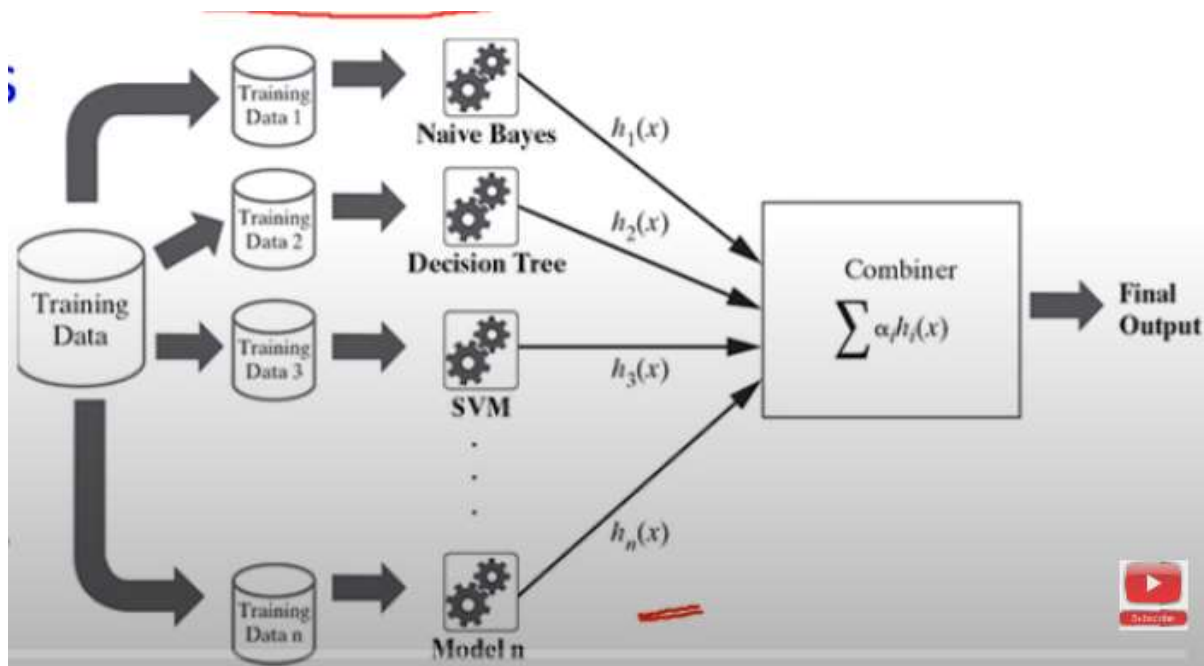 Training
Data
Training
Data 1
Naive Bayes
h₁(x)
Training
Data 2
Decision Tree
h₂(x)
Training
Data 3
SVM
h₃(x)
.
.
.
Training
Data n
Model n
hₙ(x)
Combiner
∑ αᵢhᵢ(x)
Final
Output
Subscribe